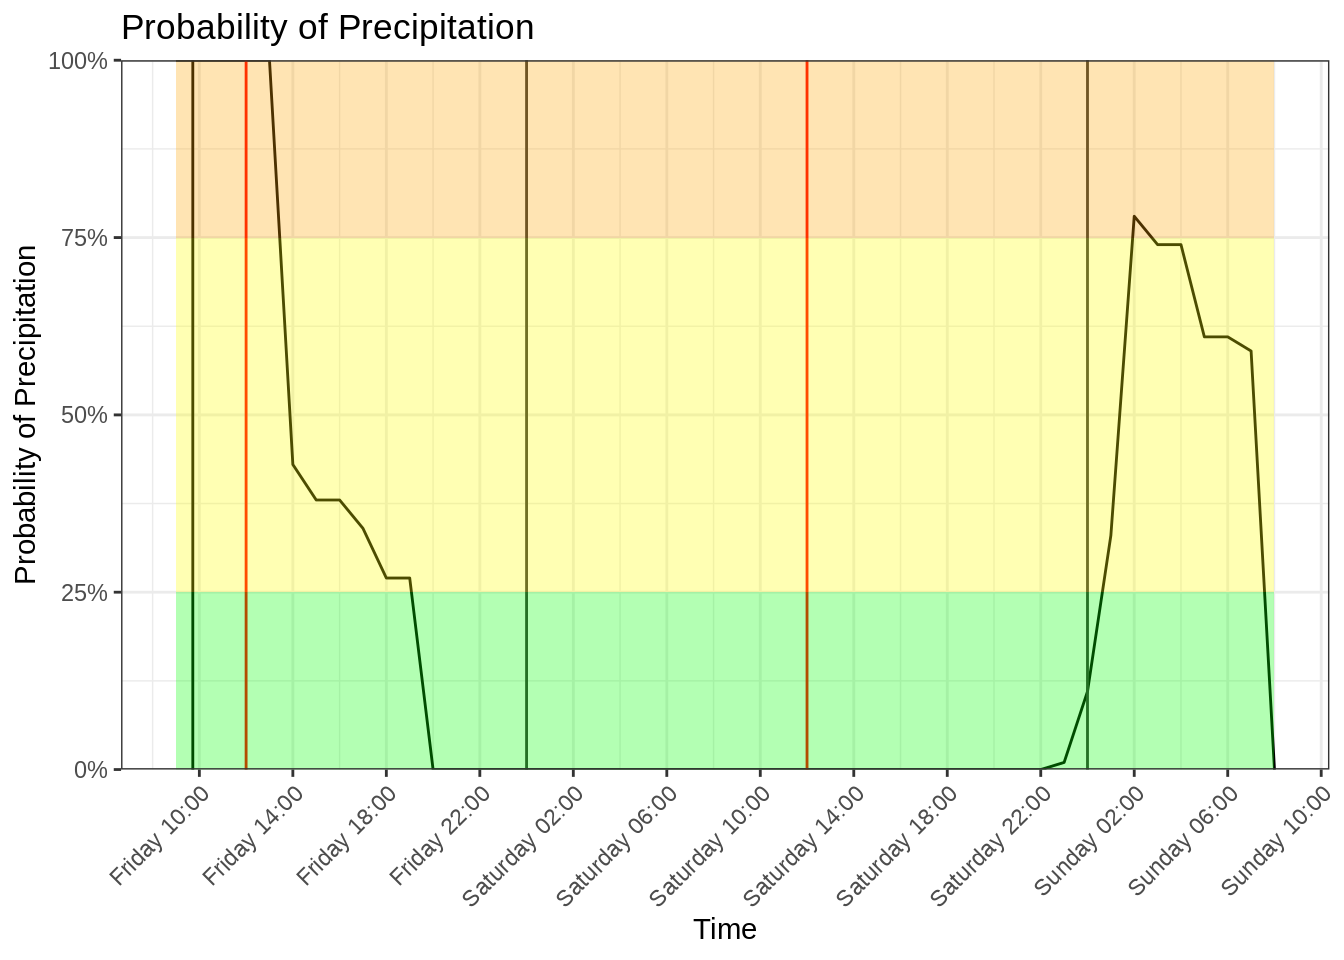 Probability of Precipitation
Probability of Precipitation
100%
75%
50%
25%
0%
Friday 10:00
Friday 14:00
Friday 18:00
Friday 22:00
Saturday 02:00
Saturday 06:00
Saturday 10:00
Saturday 14:00
Saturday 18:00
Saturday 22:00
Sunday 02:00
Sunday 06:00
Sunday 10:00
Time